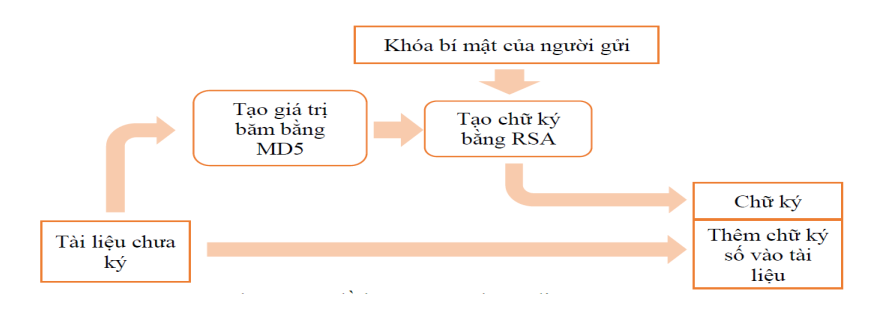 Khóa bí mật của người gửi
Tạo giá trị
băm bằng
MD5
Tạo chữ ký
bằng RSA
Chữ ký
Tài liệu chưa
ký
Thêm chữ ký
số vào tài
liệu